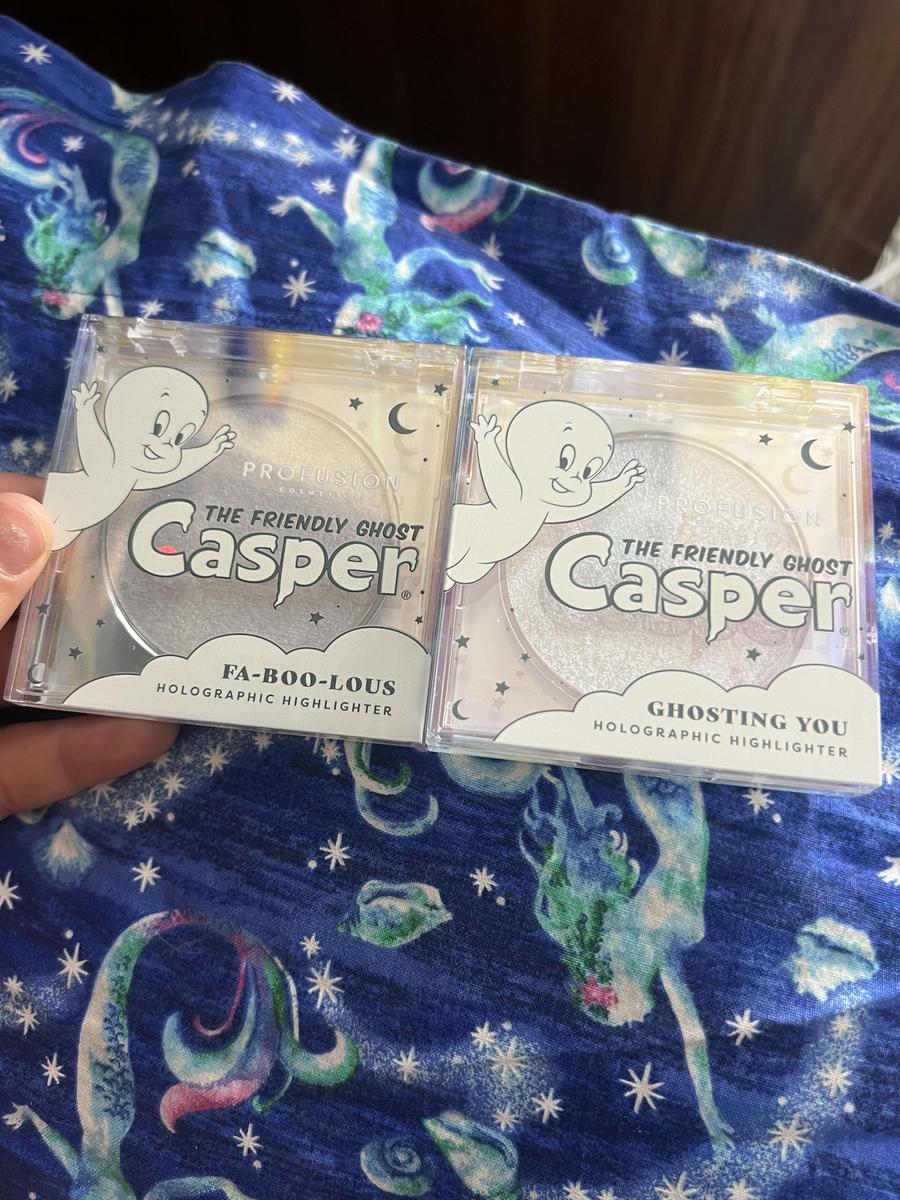 PROFUSION
COSMETICS
THE FRIENDLY GHOST
Casper®
FA-BOO-LOUS
HOLOGRAPHIC HIGHLIGHTER
PROFUSION
THE FRIENDLY GHOST
Casper®
GHOSTING YOU
HOLOGRAPHIC HIGHLIGHTER